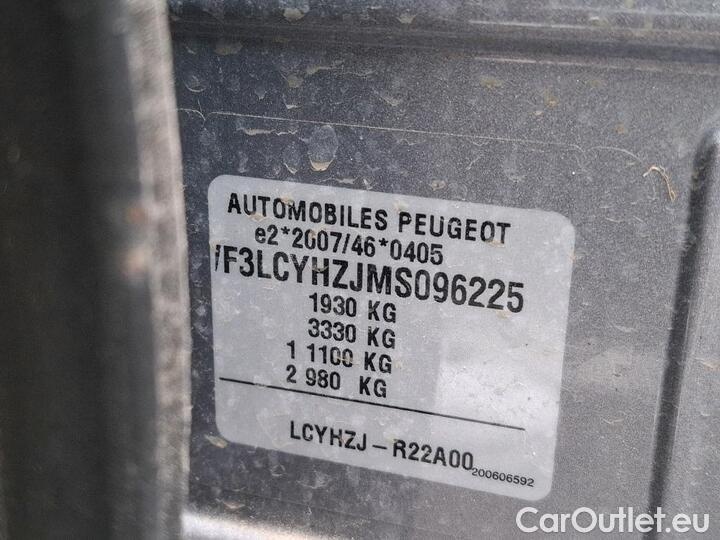 AUTOMOBILES PEUGEOT
e2*2007/46*0405
VF3LCYHZJMS096225
1930 KG
3330 KG
1 1100 KG
2 980 KG
LCYHZJ-R22A00
200606592
CarOutlet.eu